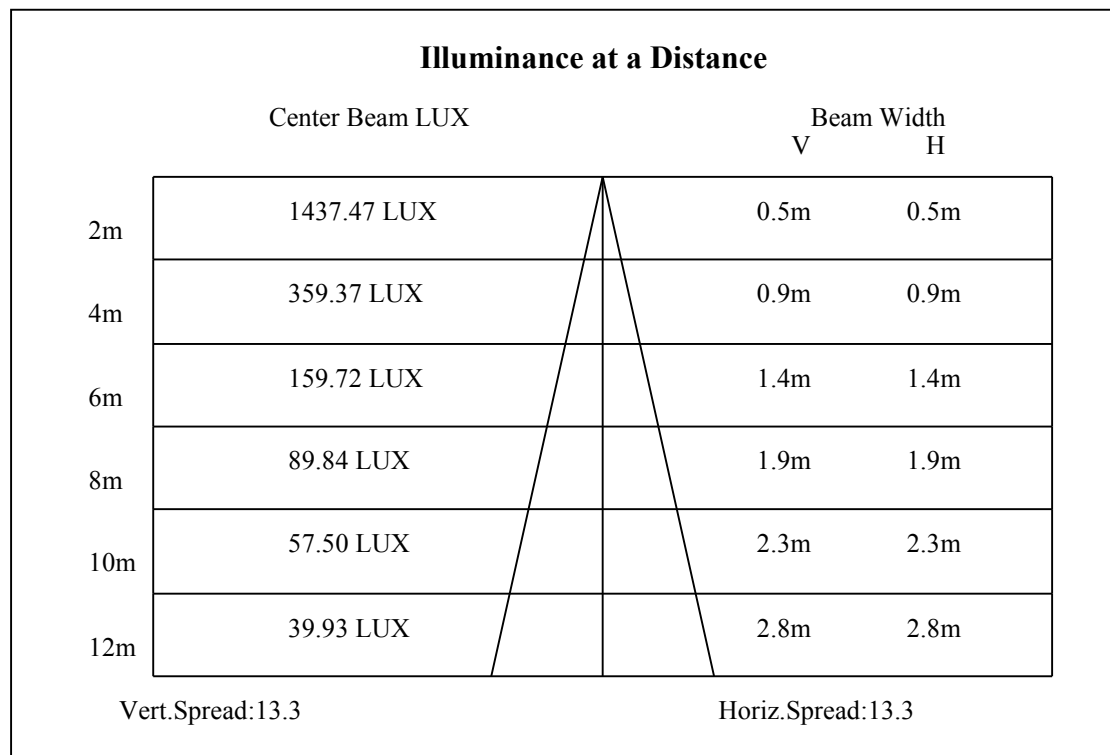 Illuminance at a Distance
Center Beam LUX Beam Width
V H
1437.47 LUX 0.5m 0.5m
2m
359.37 LUX 0.9m 0.9m
4m
159.72 LUX 1.4m 1.4m
6m
89.84 LUX 1.9m 1.9m
8m
57.50 LUX 2.3m 2.3m
10m
39.93 LUX 2.8m 2.8m
12m
Vert.Spread:13.3 Horiz.Spread:13.3